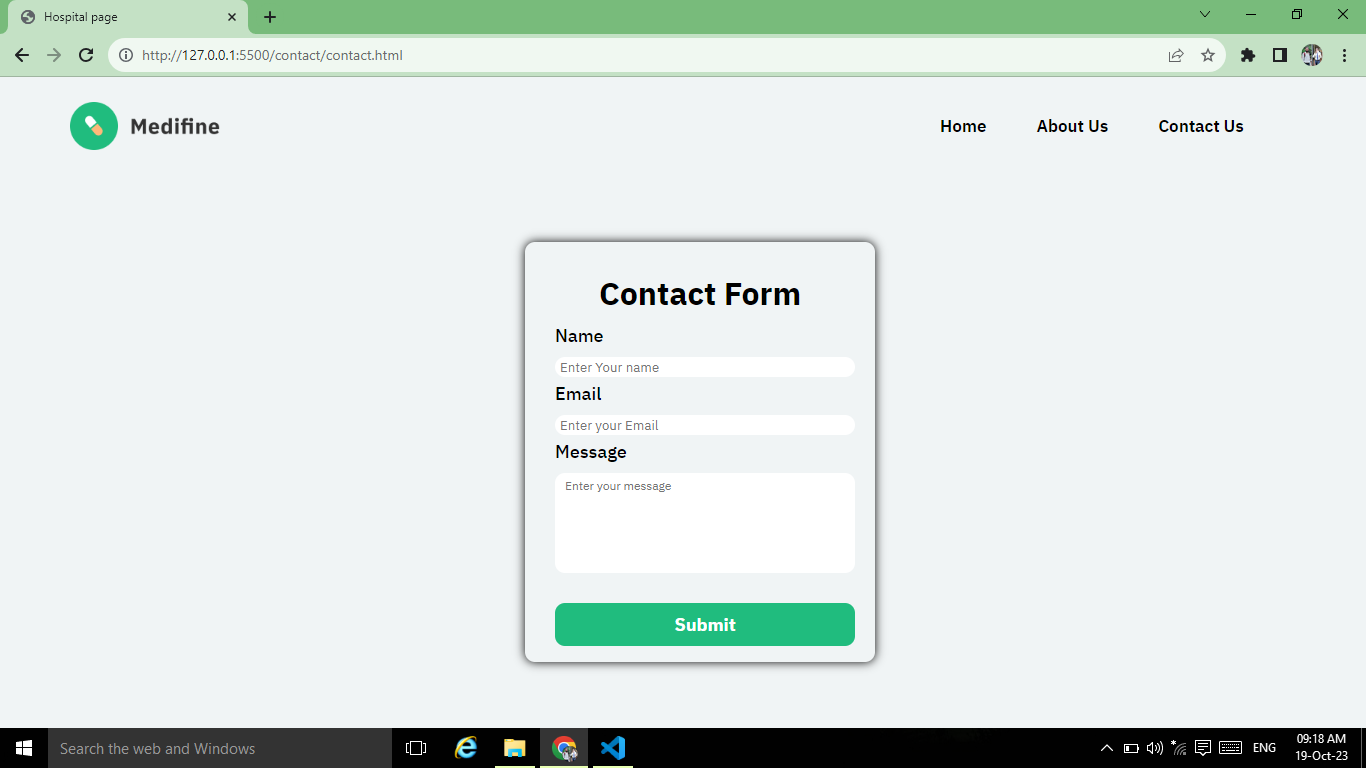 Hospital page
http://127.0.0.1:5500/contact/contact.html
Medifine
Home About Us Contact Us
Contact Form
Name
Enter Your name
Email
Enter your Email
Message
Enter your message
Submit
Search the web and Windows
ENG
09:18 AM
19-Oct-23